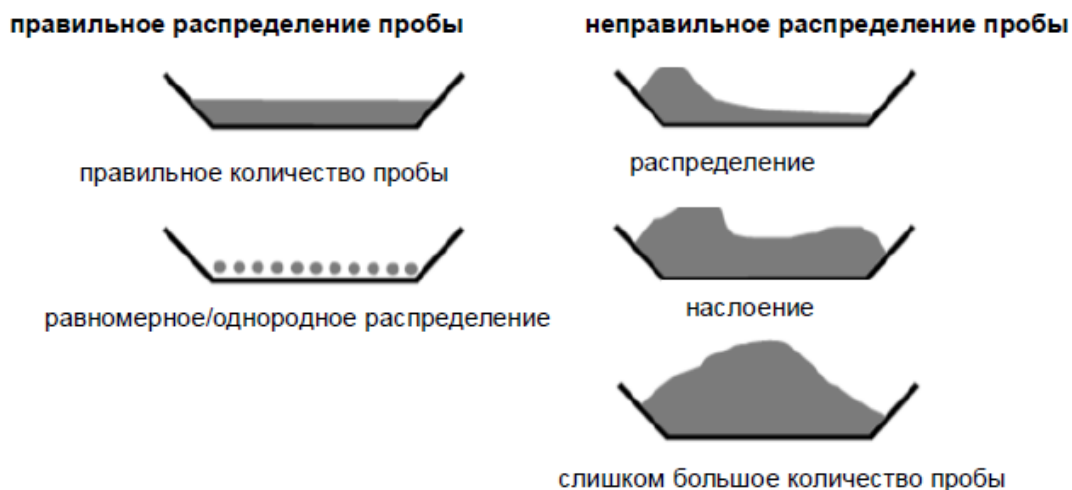 правильное распределение пробы
правильное количество пробы
равномерное/однородное распределение
неправильное распределение пробы
распределение
наслоение
слишком большое количество пробы